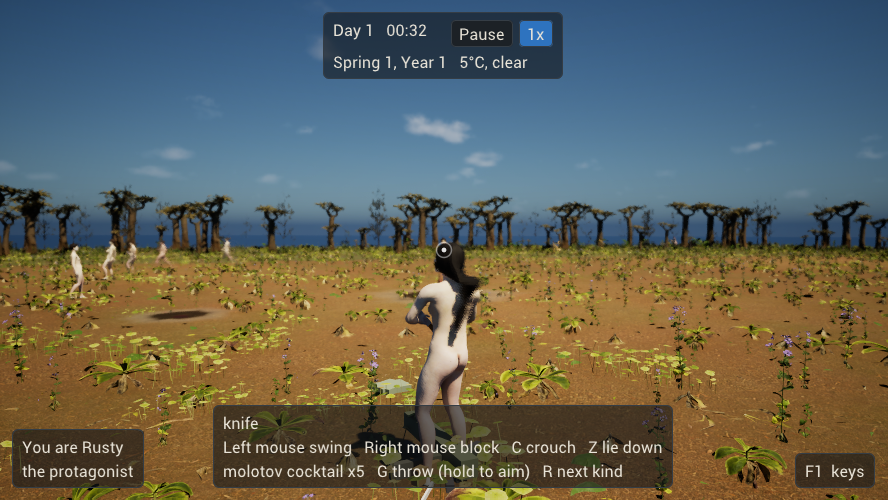 Day 1 00:32 Pause 1x
Spring 1, Year 1 5°C, clear
knife
Left mouse swing Right mouse block C crouch Z lie down
molotov cocktail x5 G throw (hold to aim) R next kind
You are Rusty
the protagonist
F1 keys